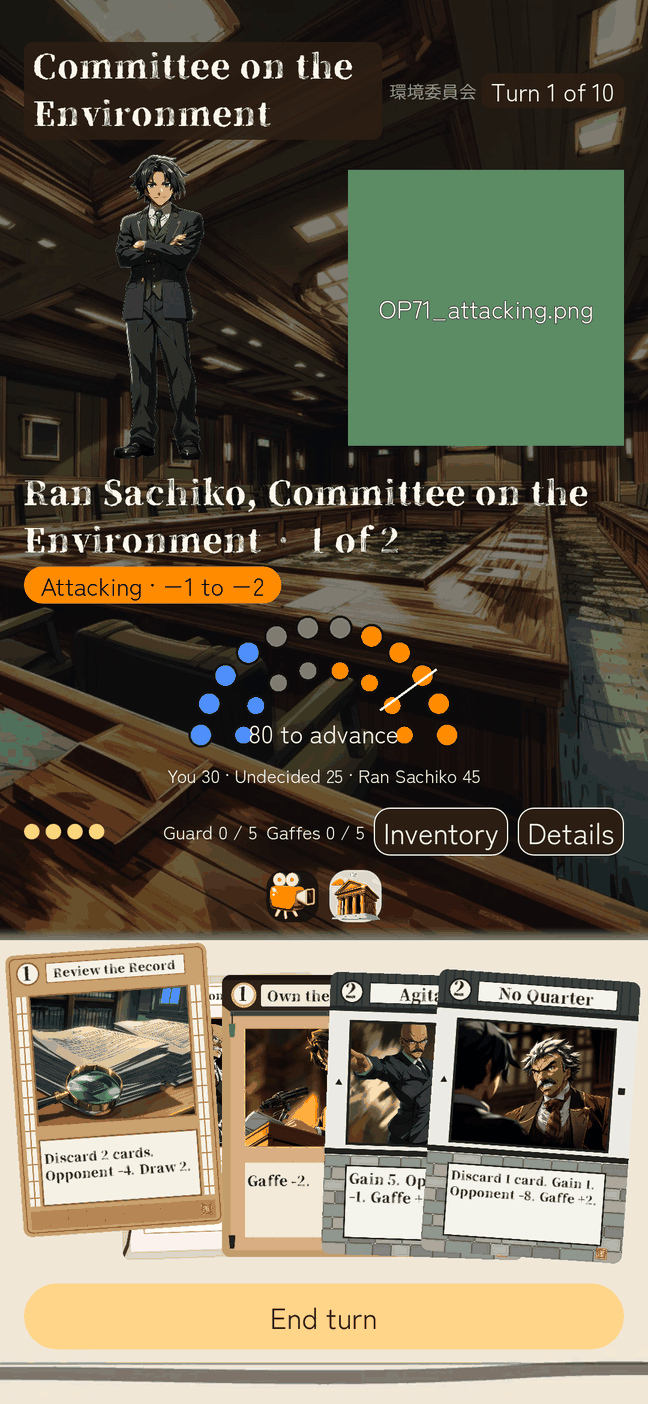 Committee on the
Environment
環境委員会
Turn 1 of 10
OP71_attacking.png
Ran Sachiko, Committee on the
Environment · 1 of 2
Attacking · −1 to −2
80 to advance
You 30 · Undecided 25 · Ran Sachiko 45
Guard 0 / 5 Gaffes 0 / 5
Inventory
Details
1 Review the Record
Discard 2 cards.
Opponent -4. Draw 2.
1 Own the
Gaffe -2.
2 Agita
Gain 5. Op
-1. Gaffe +
2 No Quarter
Discard 1 card. Gain 1.
Opponent -8. Gaffe +2.
End turn